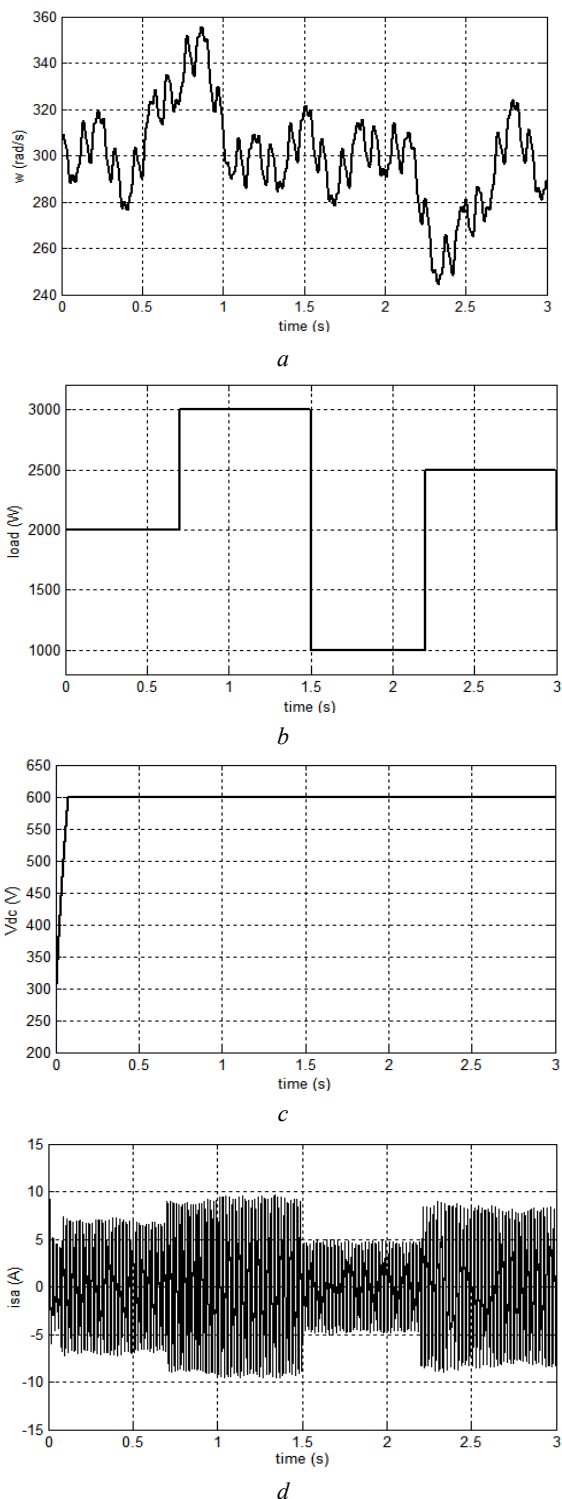 360
340
320
300
280
260
240
w (rad/s)
0 0.5 1 1.5 2 2.5 3
time (s)
a
3000
2500
2000
1500
1000
load (W)
0 0.5 1 1.5 2 2.5 3
time (s)
b
650
600
550
500
450
400
350
300
250
200
Vdc (V)
0 0.5 1 1.5 2 2.5 3
time (s)
c
15
10
5
0
-5
-10
-15
isa (A)
0 0.5 1 1.5 2 2.5 3
time (s)
d